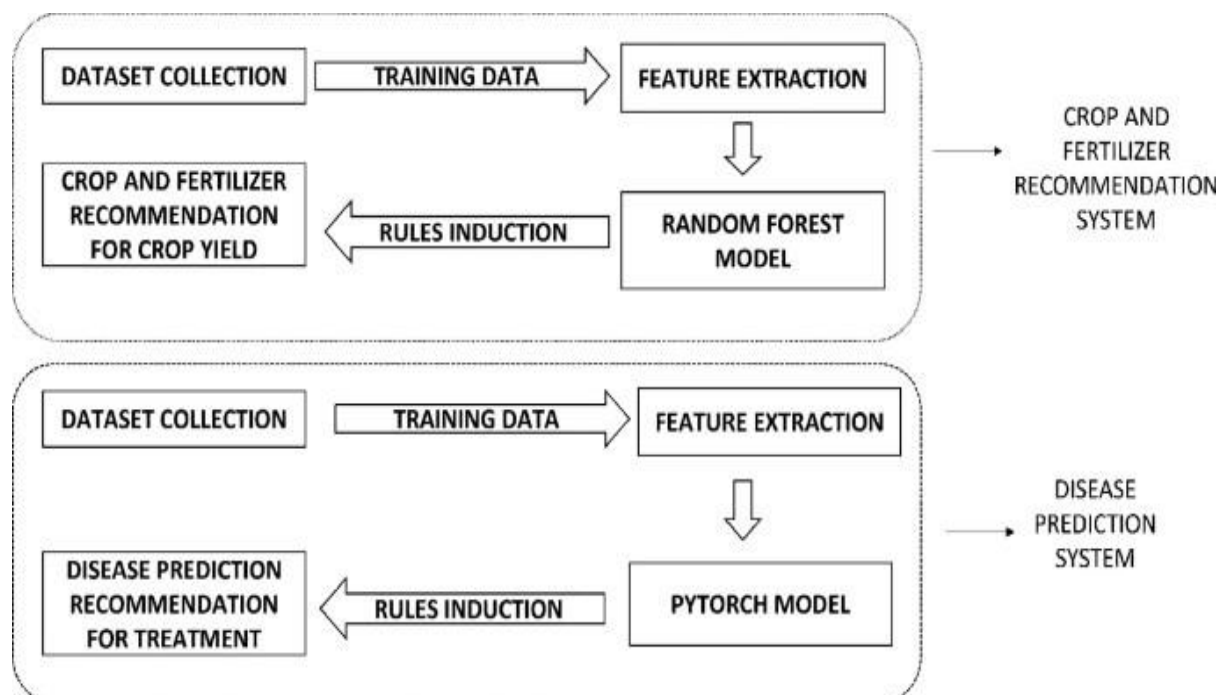 DATASET COLLECTION
TRAINING DATA
FEATURE EXTRACTION
CROP AND FERTILIZER
RECOMMENDATION
FOR CROP YIELD
RULES INDUCTION
RANDOM FOREST
MODEL
CROP AND
FERTILIZER
RECOMMENDATION
SYSTEM
DATASET COLLECTION
TRAINING DATA
FEATURE EXTRACTION
DISEASE PREDICTION
RECOMMENDATION
FOR TREATMENT
RULES INDUCTION
PYTORCH MODEL
DISEASE
PREDICTION
SYSTEM